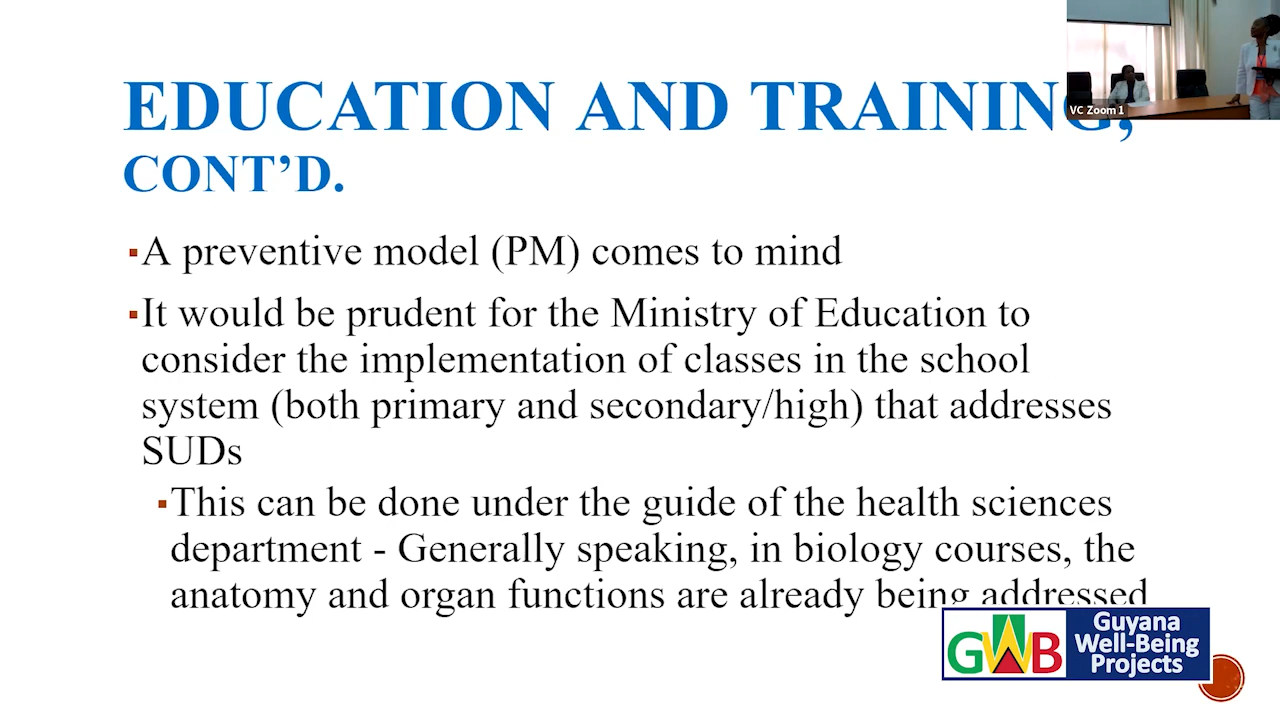 EDUCATION AND TRAINING,
CONT’D.
VC Zoom 1
▪A preventive model (PM) comes to mind
▪It would be prudent for the Ministry of Education to
consider the implementation of classes in the school
system (both primary and secondary/high) that addresses
SUDs
▪This can be done under the guide of the health sciences
department - Generally speaking, in biology courses, the
anatomy and organ functions are already being addressed
GWB
Guyana
Well-Being
Projects